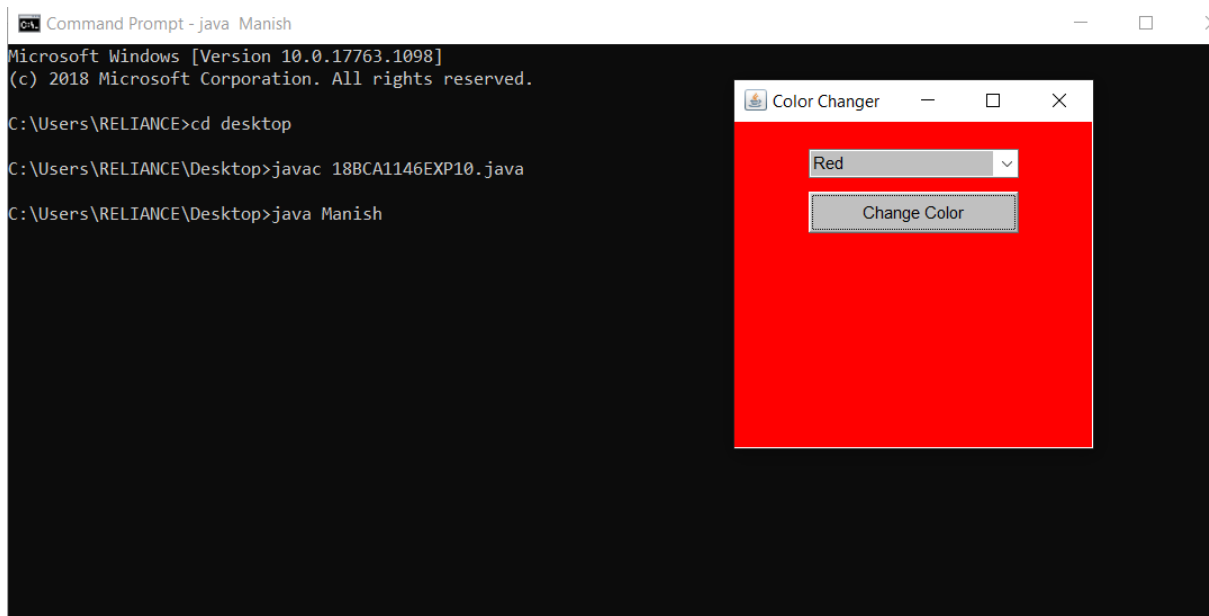 Command Prompt - java  Manish
Microsoft Windows [Version 10.0.17763.1098]
(c) 2018 Microsoft Corporation. All rights reserved.
C:\Users\RELIANCE>cd desktop
C:\Users\RELIANCE\Desktop>javac 18BCA1146EXP10.java
C:\Users\RELIANCE\Desktop>java Manish
Color Changer
Red
Change Color